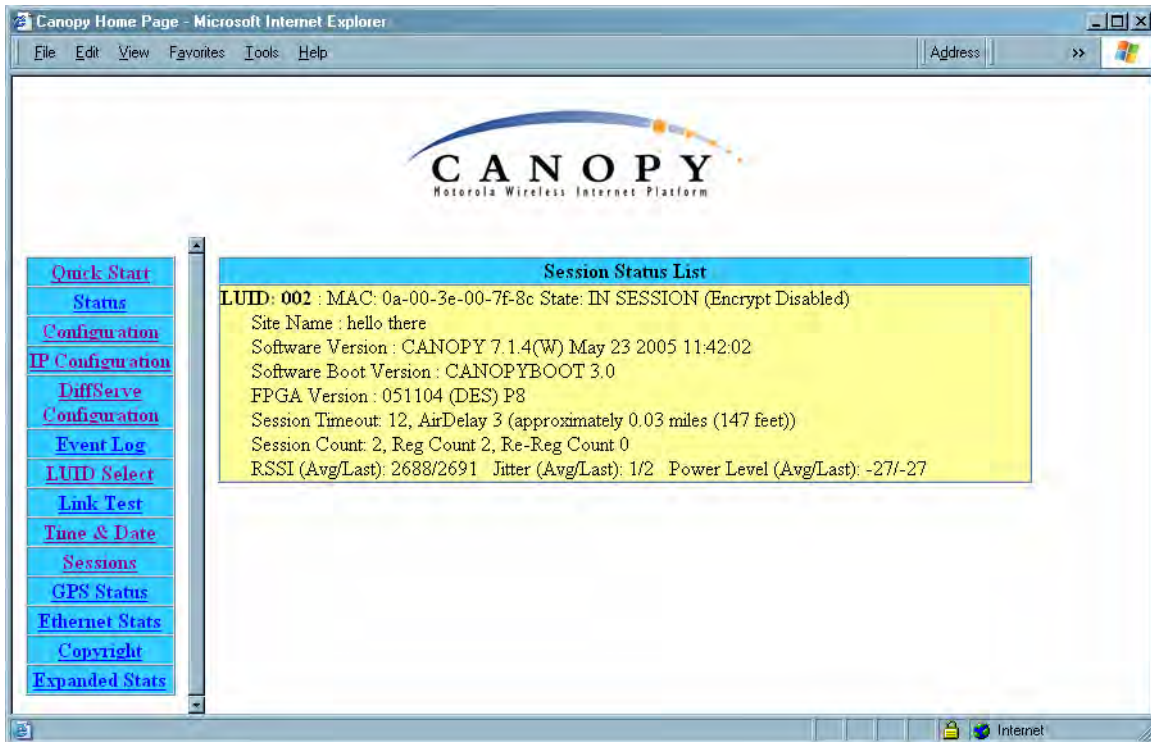 Canopy Home Page - Microsoft Internet Explorer
File Edit View Favorites Tools Help Address »
CANOPY
Motorola Wireless Internet Platform
Quick Start
Status
Configuration
IP Configuration
DiffServe
Configuration
Event Log
LUID Select
Link Test
Time & Date
Sessions
GPS Status
Ethernet Stats
Copyright
Expanded Stats
Session Status List
LUID: 002 : MAC: 0a-00-3e-00-7f-8c State: IN SESSION (Encrypt Disabled)
Site Name : hello there
Software Version : CANOPY 7.1.4(W) May 23 2005 11:42:02
Software Boot Version : CANOPYBOOT 3.0
FPGA Version : 051104 (DES) P8
Session Timeout: 12, AirDelay 3 (approximately 0.03 miles (147 feet))
Session Count: 2, Reg Count 2, Re-Reg Count 0
RSSI (Avg/Last): 2688/2691 Jitter (Avg/Last): 1/2 Power Level (Avg/Last): -27/-27
Internet